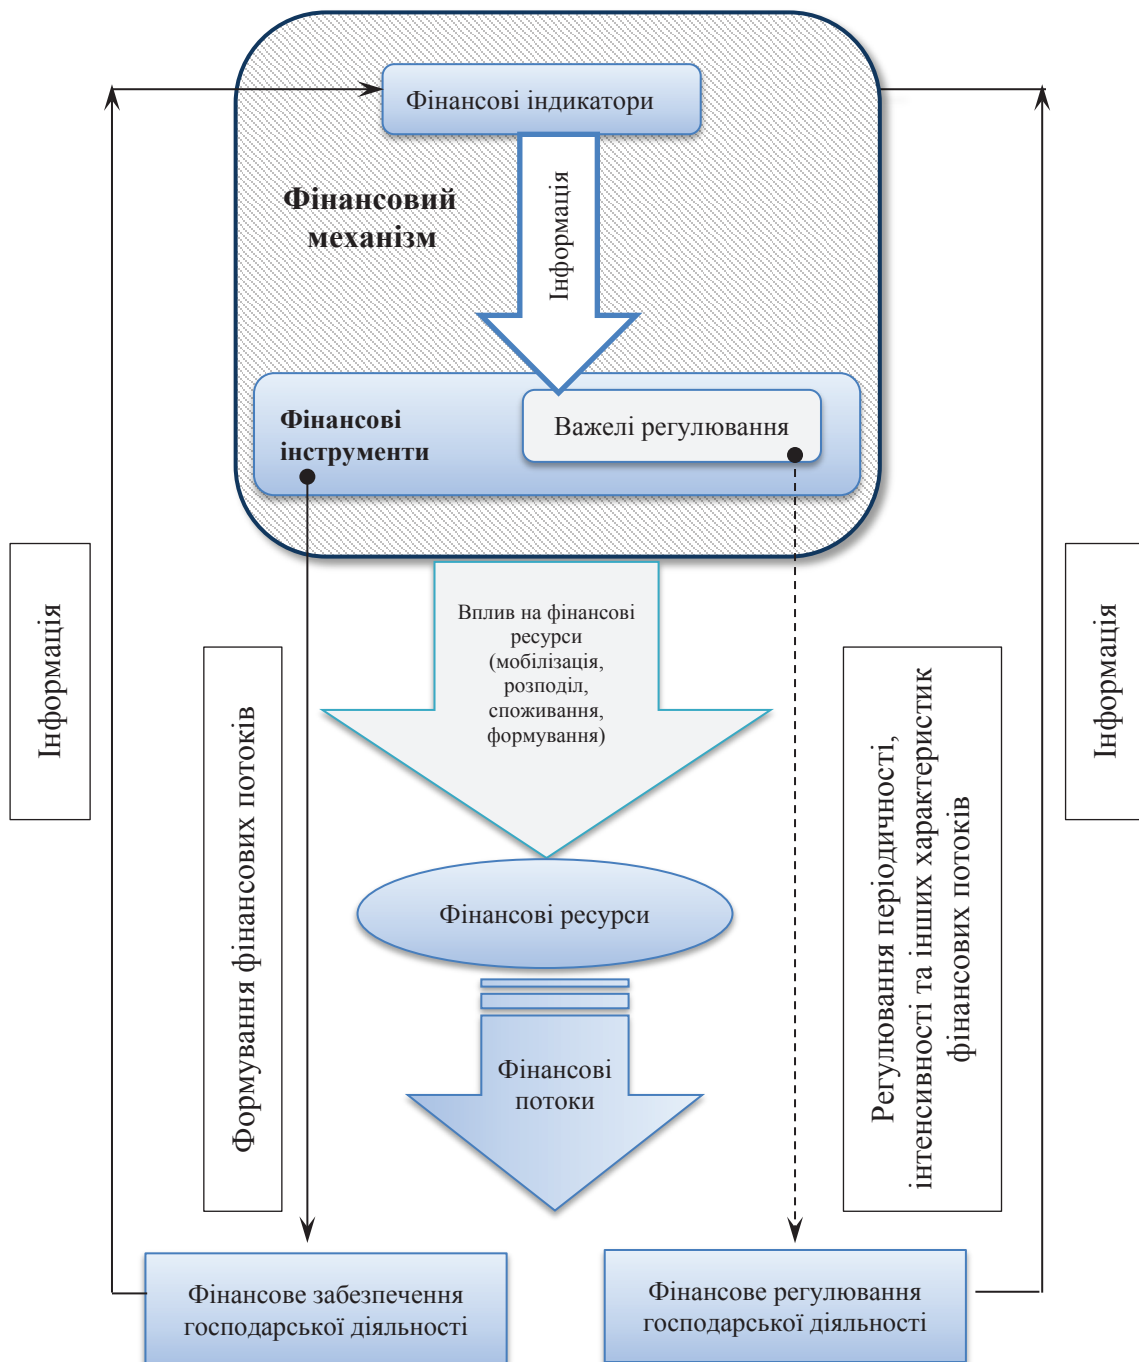 Фінансові індикатори
Інформація
Фінансовий
механізм
Фінансові
інструменти
Важелі регулювання
Інформація
Формування фінансових потоків
Вплив на фінансові
ресурси
(мобілізація,
розподіл,
споживання,
формування)
Регулювання періодичності,
інтенсивності та інших характеристик
фінансових потоків
Інформація
Фінансові ресурси
Фінансові
потоки
Фінансове забезпечення
господарської діяльності
Фінансове регулювання
господарської діяльності